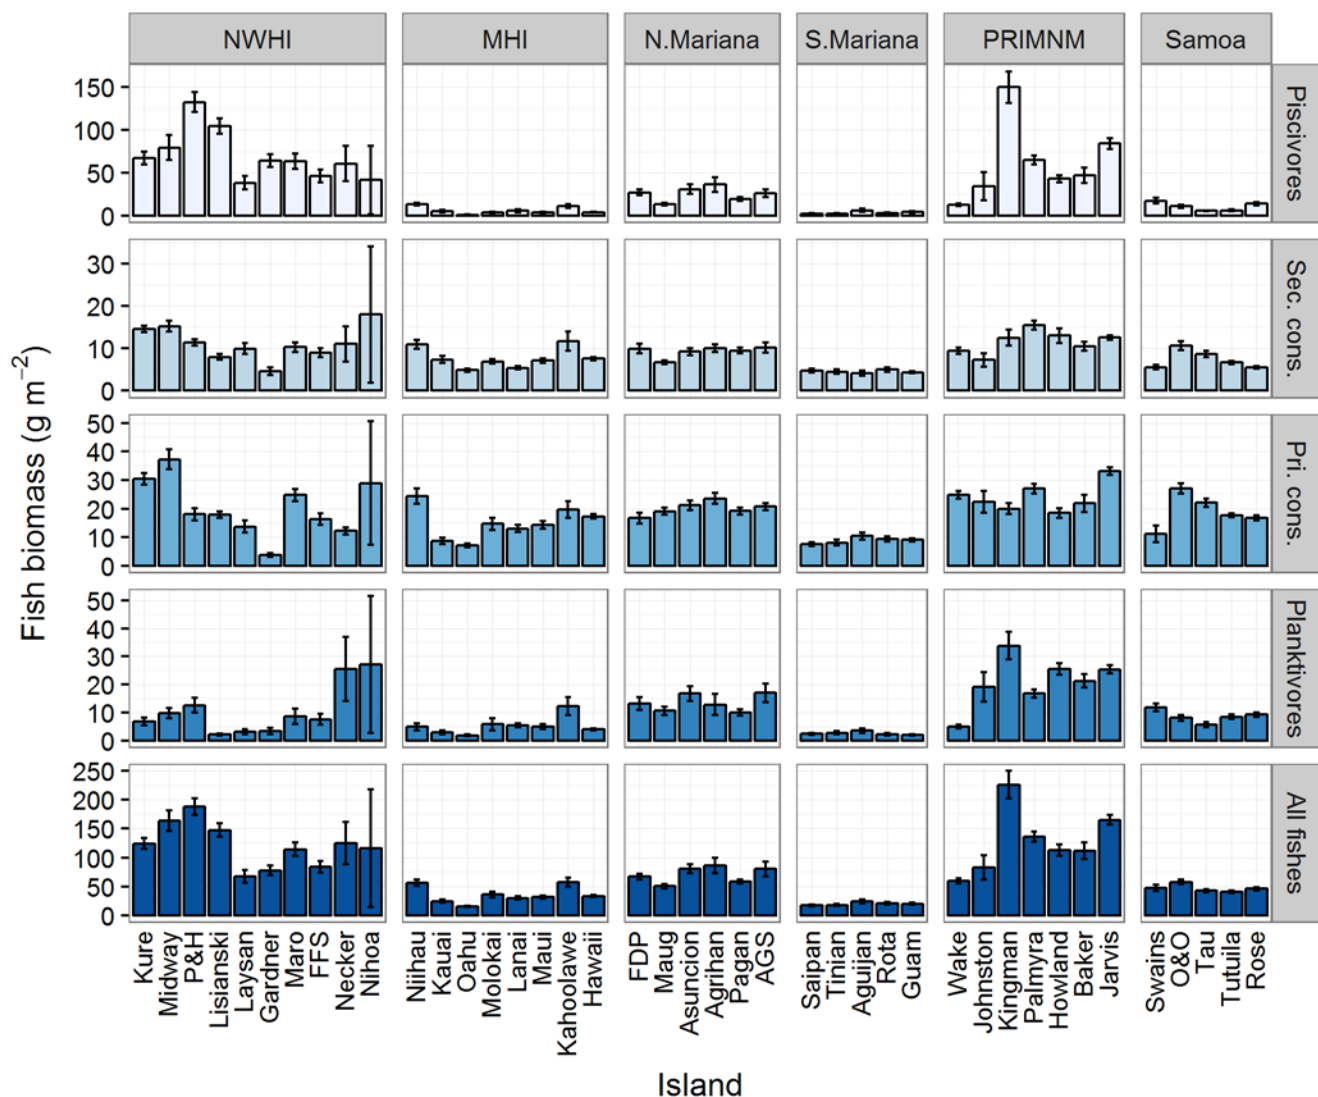 NWHI MHI N.Mariana S.Mariana PRIMNM Samoa
150
100
50
0
Piscivores
30
20
10
0
Sec. cons.
50
40
30
20
10
0
Pri. cons.
50
40
30
20
10
0
Planktivores
250
200
150
100
50
0
All fishes
Fish biomass (g m−2)
Kure
Midway
P&H
Lisianski
Laysan
Gardner
Maro
FFS
Necker
Nihoa
Niihau
Kauai
Oahu
Molokai
Lanai
Maui
Kahoolawe
Hawaii
FDP
Maug
Asuncion
Agrihan
Pagan
AGS
Saipan
Tinian
Aguijan
Rota
Guam
Wake
Johnston
Kingman
Palmyra
Howland
Baker
Jarvis
Swains
O&O
Tau
Tutuila
Rose
Island